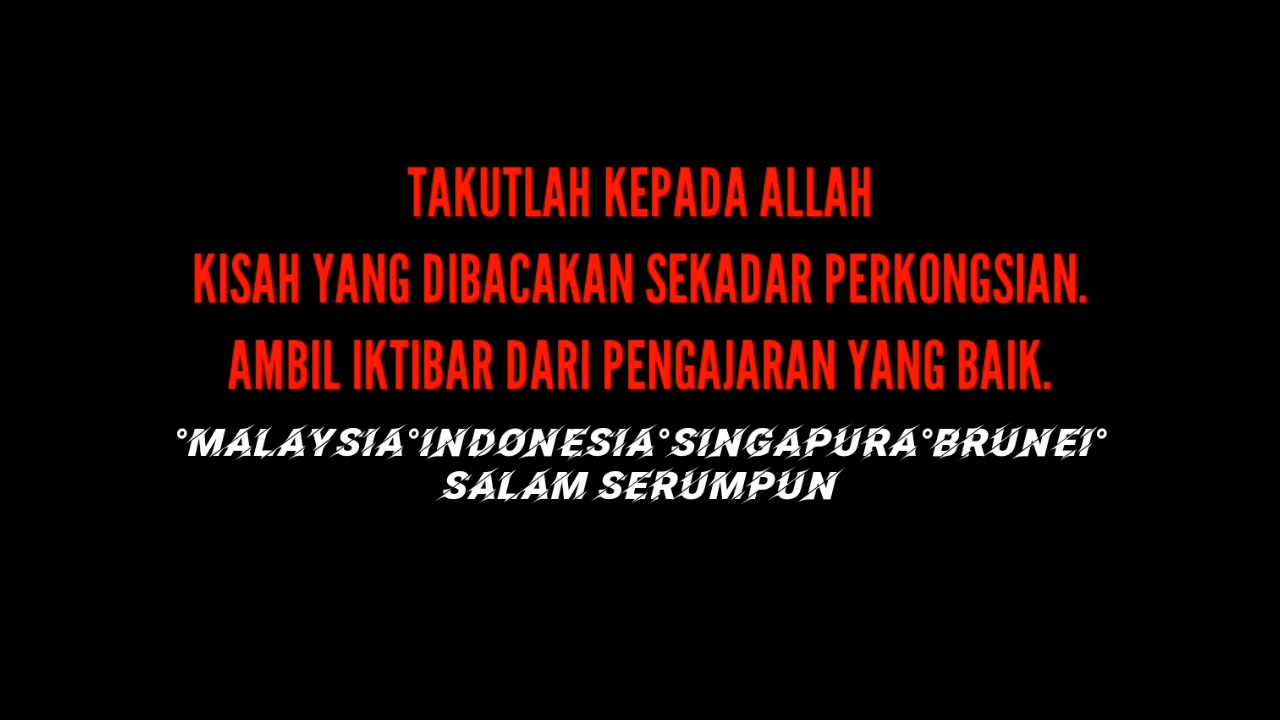 TAKUTLAH KEPADA ALLAH
KISAH YANG DIBACAKAN SEKADAR PERKONGSIAN.
AMBIL IKTIBAR DARI PENGAJARAN YANG BAIK.
°MALAYSIA°INDONESIA°SINGAPURA°BRUNEI°
SALAM SERUMPUN